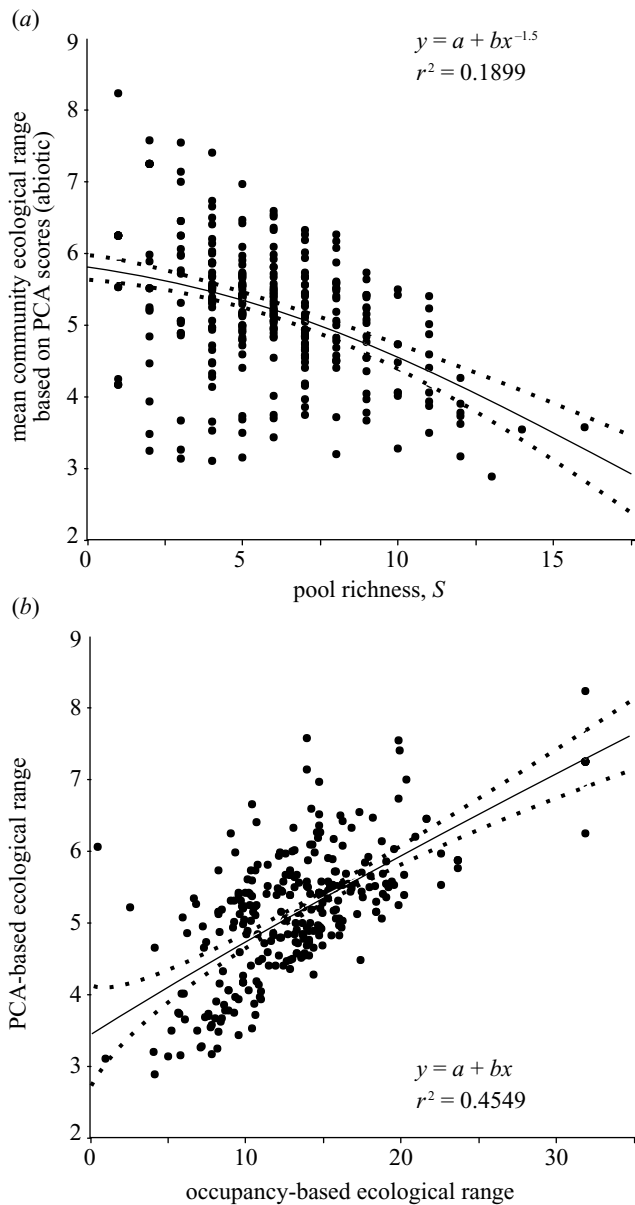 (a)
9
8
7
6
5
4
3
2
mean community ecological range
based on PCA scores (abiotic)
y = a + bx⁻¹·⁵
r² = 0.1899
0 5 10 15
pool richness, S
(b)
9
8
7
6
5
4
3
2
PCA-based ecological range
y = a + bx
r² = 0.4549
0 10 20 30
occupancy-based ecological range